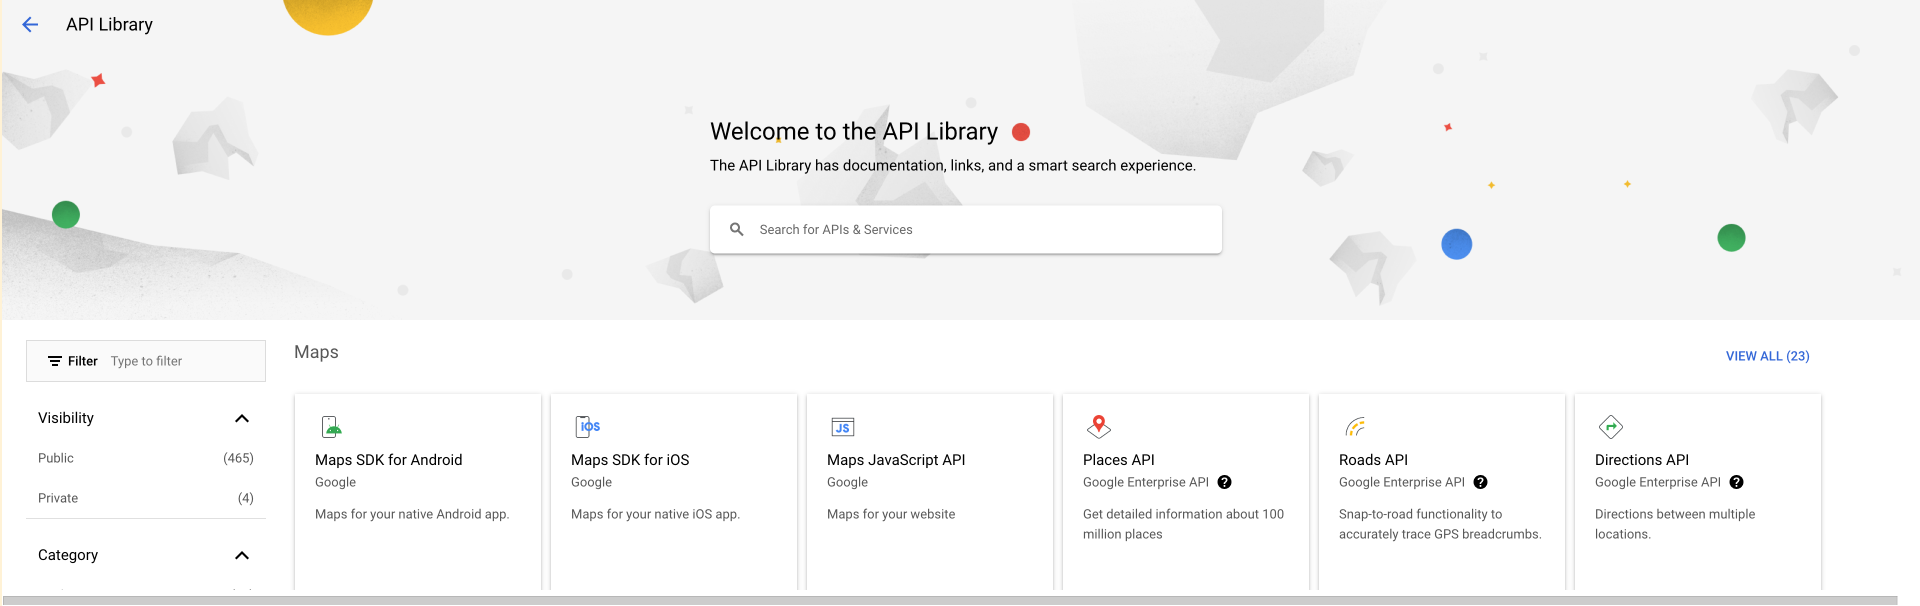 API Library
Welcome to the API Library
The API Library has documentation, links, and a smart search experience.
Search for APIs & Services
Filter Type to filter
Visibility
Public (465)
Private (4)
Category
Maps
VIEW ALL (23)
Maps SDK for Android
Google
Maps for your native Android app.
iOS
Maps SDK for iOS
Google
Maps for your native iOS app.
JS
Maps JavaScript API
Google
Maps for your website
Places API
Google Enterprise API ?
Get detailed information about 100
million places
Roads API
Google Enterprise API ?
Snap-to-road functionality to
accurately trace GPS breadcrumbs.
Directions API
Google Enterprise API ?
Directions between multiple
locations.